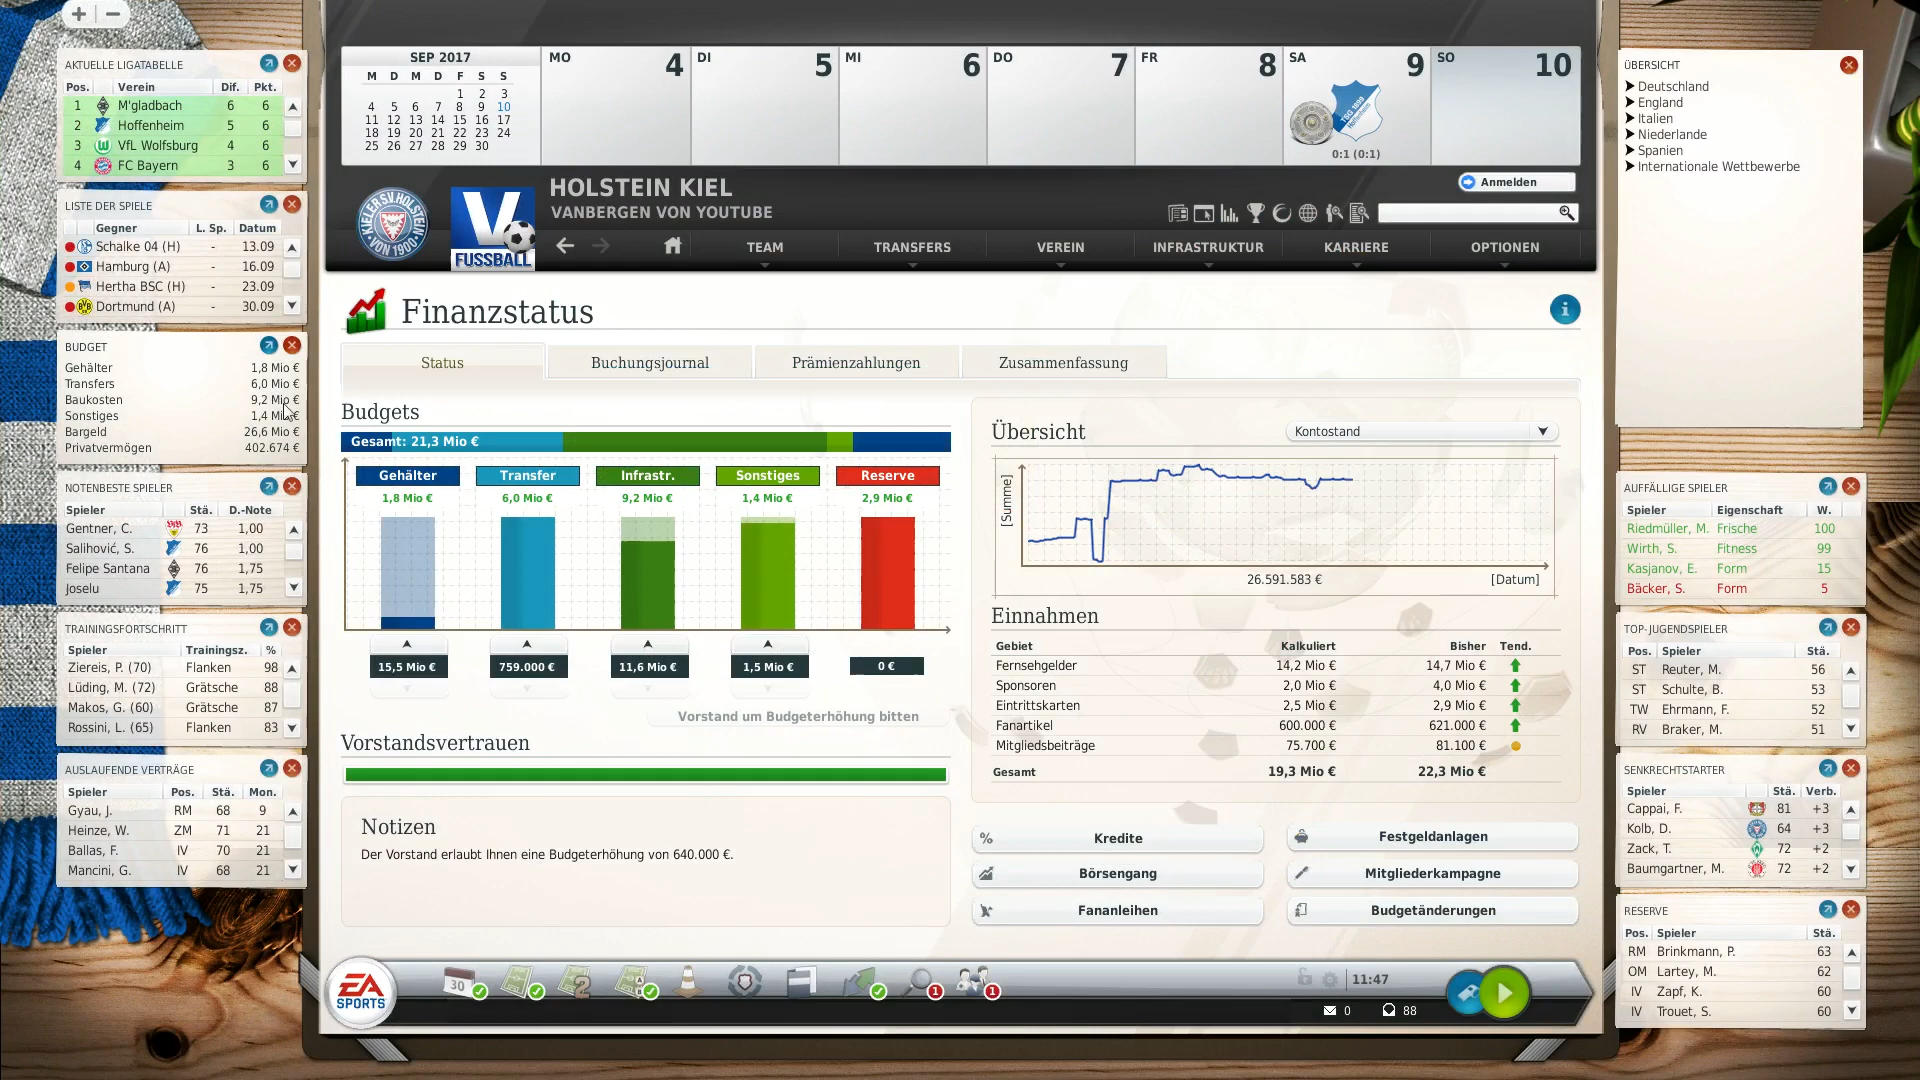 AKTUELLE LIGATABELLE
Pos. Verein Dif. Pkt.
1 M'gladbach 6 6
2 Hoffenheim 5 6
3 VfL Wolfsburg 4 6
4 FC Bayern 3 6
LISTE DER SPIELE
Gegner L. Sp. Datum
Schalke 04 (H) - 13.09
Hamburg (A) - 16.09
Hertha BSC (H) - 23.09
Dortmund (A) - 30.09
BUDGET
Gehälter 1,8 Mio €
Transfers 6,0 Mio €
Baukosten 9,2 Mio €
Sonstiges 1,4 Mio €
Bargeld 26,6 Mio €
Privatvermögen 402.674 €
NOTENBESTE SPIELER
Spieler Stä. D.-Note
Gentner, C. 73 1,00
Salihović, S. 76 1,00
Felipe Santana 76 1,75
Joselu 75 1,75
TRAININGSFORTSCHRITT
Spieler Trainingsz. %
Ziereis, P. (70) Flanken 98
Lüding, M. (72) Grätsche 88
Makos, G. (60) Grätsche 87
Rossini, L. (65) Flanken 83
AUSLAUFENDE VERTRÄGE
Spieler Pos. Stä. Mon.
Gyau, J. RM 68 9
Heinze, W. ZM 71 21
Ballas, F. IV 70 21
Mancini, G. IV 68 21
SEP 2017
M D M D F S S
1 2 3
4 5 6 7 8 9 10
11 12 13 14 15 16 17
18 19 20 21 22 23 24
25 26 27 28 29 30
MO 4 DI 5 MI 6 DO 7 FR 8 SA 9 SO 10
TSG 1899
Hoffenheim
0:1 (0:1)
KIELER S.V. HOLSTEIN
VON 1900
V
FUSSBALL
HOLSTEIN KIEL
VANBERGEN VON YOUTUBE
Anmelden
TEAM TRANSFERS VEREIN INFRASTRUKTUR KARRIERE OPTIONEN
Finanzstatus
Status Buchungsjournal Prämienzahlungen Zusammenfassung
Budgets
Gesamt: 21,3 Mio €
Gehälter Transfer Infrastr. Sonstiges Reserve
1,8 Mio € 6,0 Mio € 9,2 Mio € 1,4 Mio € 2,9 Mio €
15,5 Mio € 759.000 € 11,6 Mio € 1,5 Mio € 0 €
Vorstand um Budgeterhöhung bitten
Vorstandsvertrauen
Notizen
Der Vorstand erlaubt Ihnen eine Budgeterhöhung von 640.000 €.
Übersicht
Kontostand
[Summe]
26.591.583 € [Datum]
Einnahmen
Gebiet Kalkuliert Bisher Tend.
Fernsehgelder 14,2 Mio € 14,7 Mio €
Sponsoren 2,0 Mio € 4,0 Mio €
Eintrittskarten 2,5 Mio € 2,9 Mio €
Fanartikel 600.000 € 621.000 €
Mitgliedsbeiträge 75.700 € 81.100 €
Gesamt 19,3 Mio € 22,3 Mio €
Kredite Festgeldanlagen
Börsengang Mitgliederkampagne
Fananleihen Budgetänderungen
EA
SPORTS
30
2
1
1
11:47
0 88
ÜBERSICHT
Deutschland
England
Italien
Niederlande
Spanien
Internationale Wettbewerbe
AUFFÄLLIGE SPIELER
Spieler Eigenschaft W.
Riedmüller, M. Frische 100
Wirth, S. Fitness 99
Kasjanov, E. Form 15
Bäcker, S. Form 5
TOP-JUGENDSPIELER
Pos. Spieler Stä.
ST Reuter, M. 56
ST Schulte, B. 53
TW Ehrmann, F. 52
RV Braker, M. 51
SENKRECHTSTARTER
Spieler Stä. Verb.
Cappai, F. 81 +3
Kolb, D. 64 +3
Zack, T. 72 +2
Baumgartner, M. 72 +2
RESERVE
Pos. Spieler Stä.
RM Brinkmann, P. 63
OM Lartey, M. 62
IV Zapf, K. 60
IV Trouet, S. 60